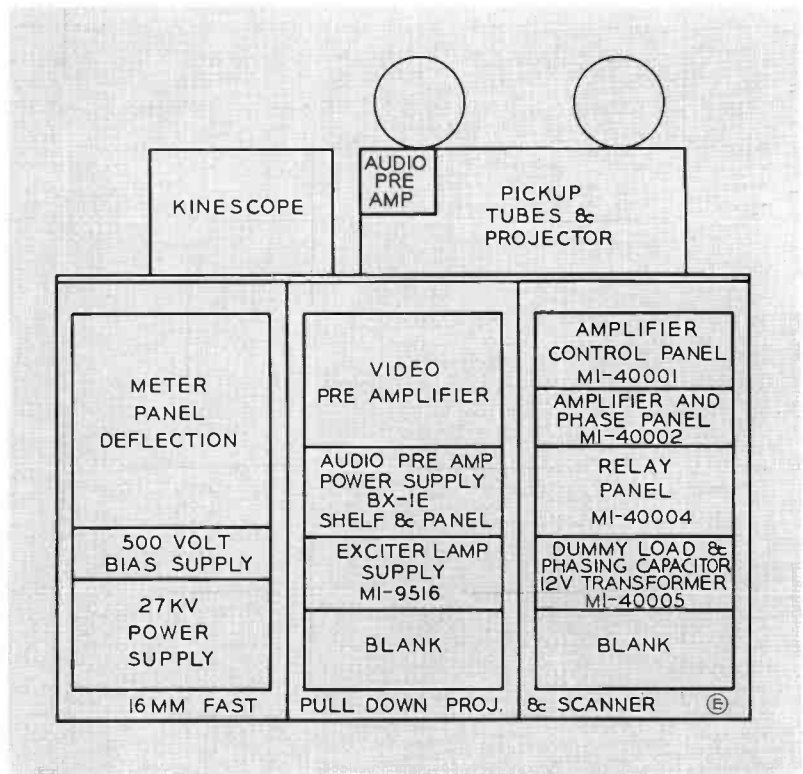 KINESCOPE
AUDIO
PRE
AMP
PICKUP
TUBES &
PROJECTOR
METER
PANEL
DEFLECTION
500 VOLT
BIAS SUPPLY
27KV.
POWER
SUPPLY
VIDEO
PRE AMPLIFIER
AUDIO PRE AMP
POWER SUPPLY
BX-1E
SHELF & PANEL
EXCITER LAMP
SUPPLY
MI-9516
BLANK
AMPLIFIER
CONTROL PANEL
MI-40001
AMPLIFIER AND
PHASE PANEL
MI-40002
RELAY
PANEL
MI-40004
DUMMY LOAD &
PHASING CAPACITOR
12V TRANSFORMER
MI-40005
BLANK
16MM FAST PULL DOWN PROJ. & SCANNER E